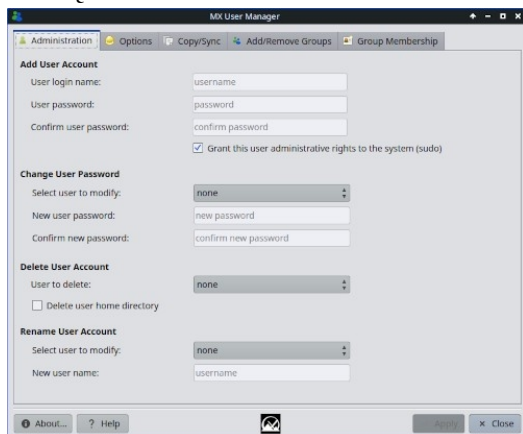 MX User Manager
Administration Options Copy/Sync Add/Remove Groups Group Membership
Add User Account
User login name: username
User password: password
Confirm user password: confirm password
Grant this user administrative rights to the system (sudo)
Change User Password
Select user to modify: none
New user password: new password
Confirm new password: confirm new password
Delete User Account
User to delete: none
Delete user home directory
Rename User Account
Select user to modify: none
New user name: username
About... ? Help Apply × Close